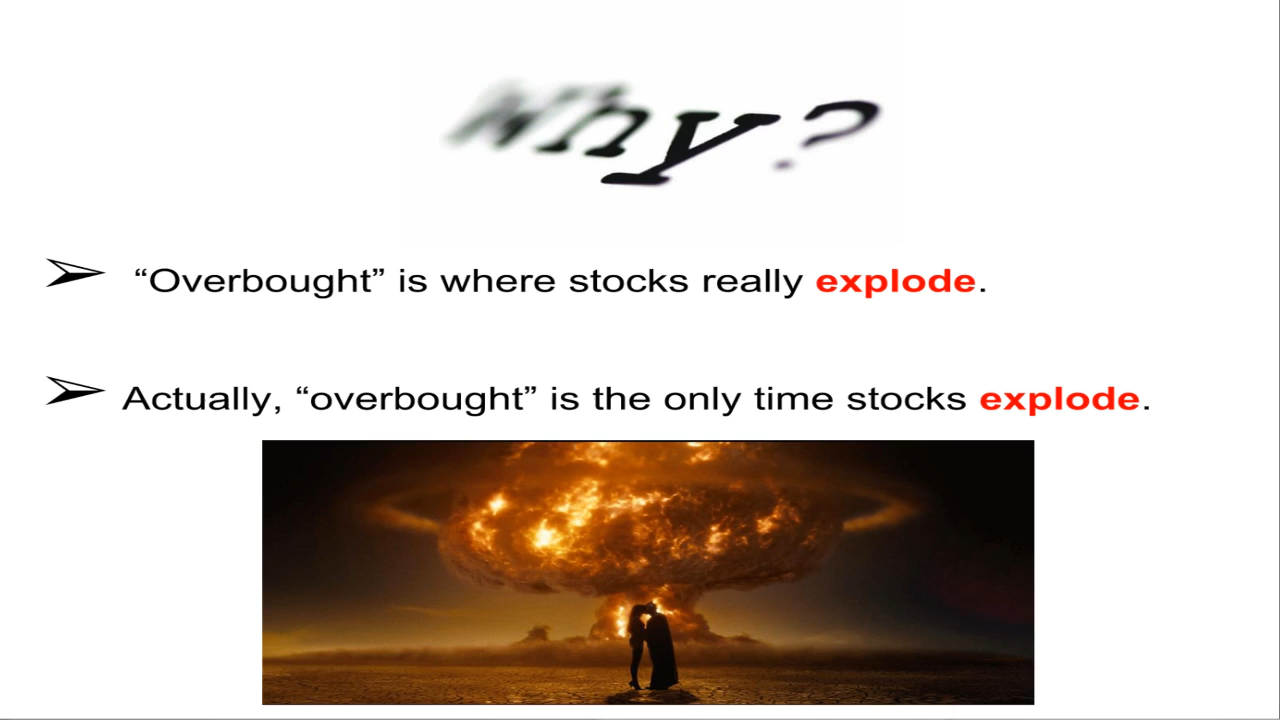 Why?
“Overbought” is where stocks really explode.
Actually, “overbought” is the only time stocks explode.